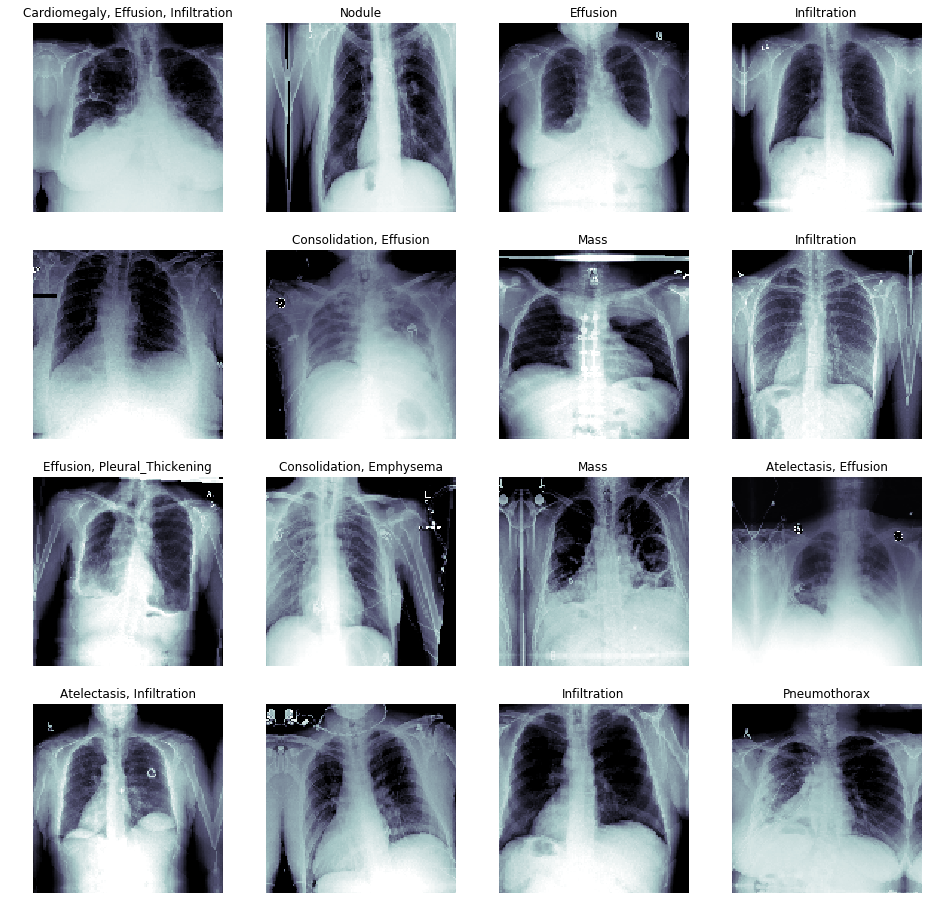 Cardiomegaly, Effusion, Infiltration
Nodule
Effusion
Infiltration
Consolidation, Effusion
Mass
Infiltration
Effusion, Pleural_Thickening
Consolidation, Emphysema
Mass
Atelectasis, Effusion
Atelectasis, Infiltration
Infiltration
Pneumothorax